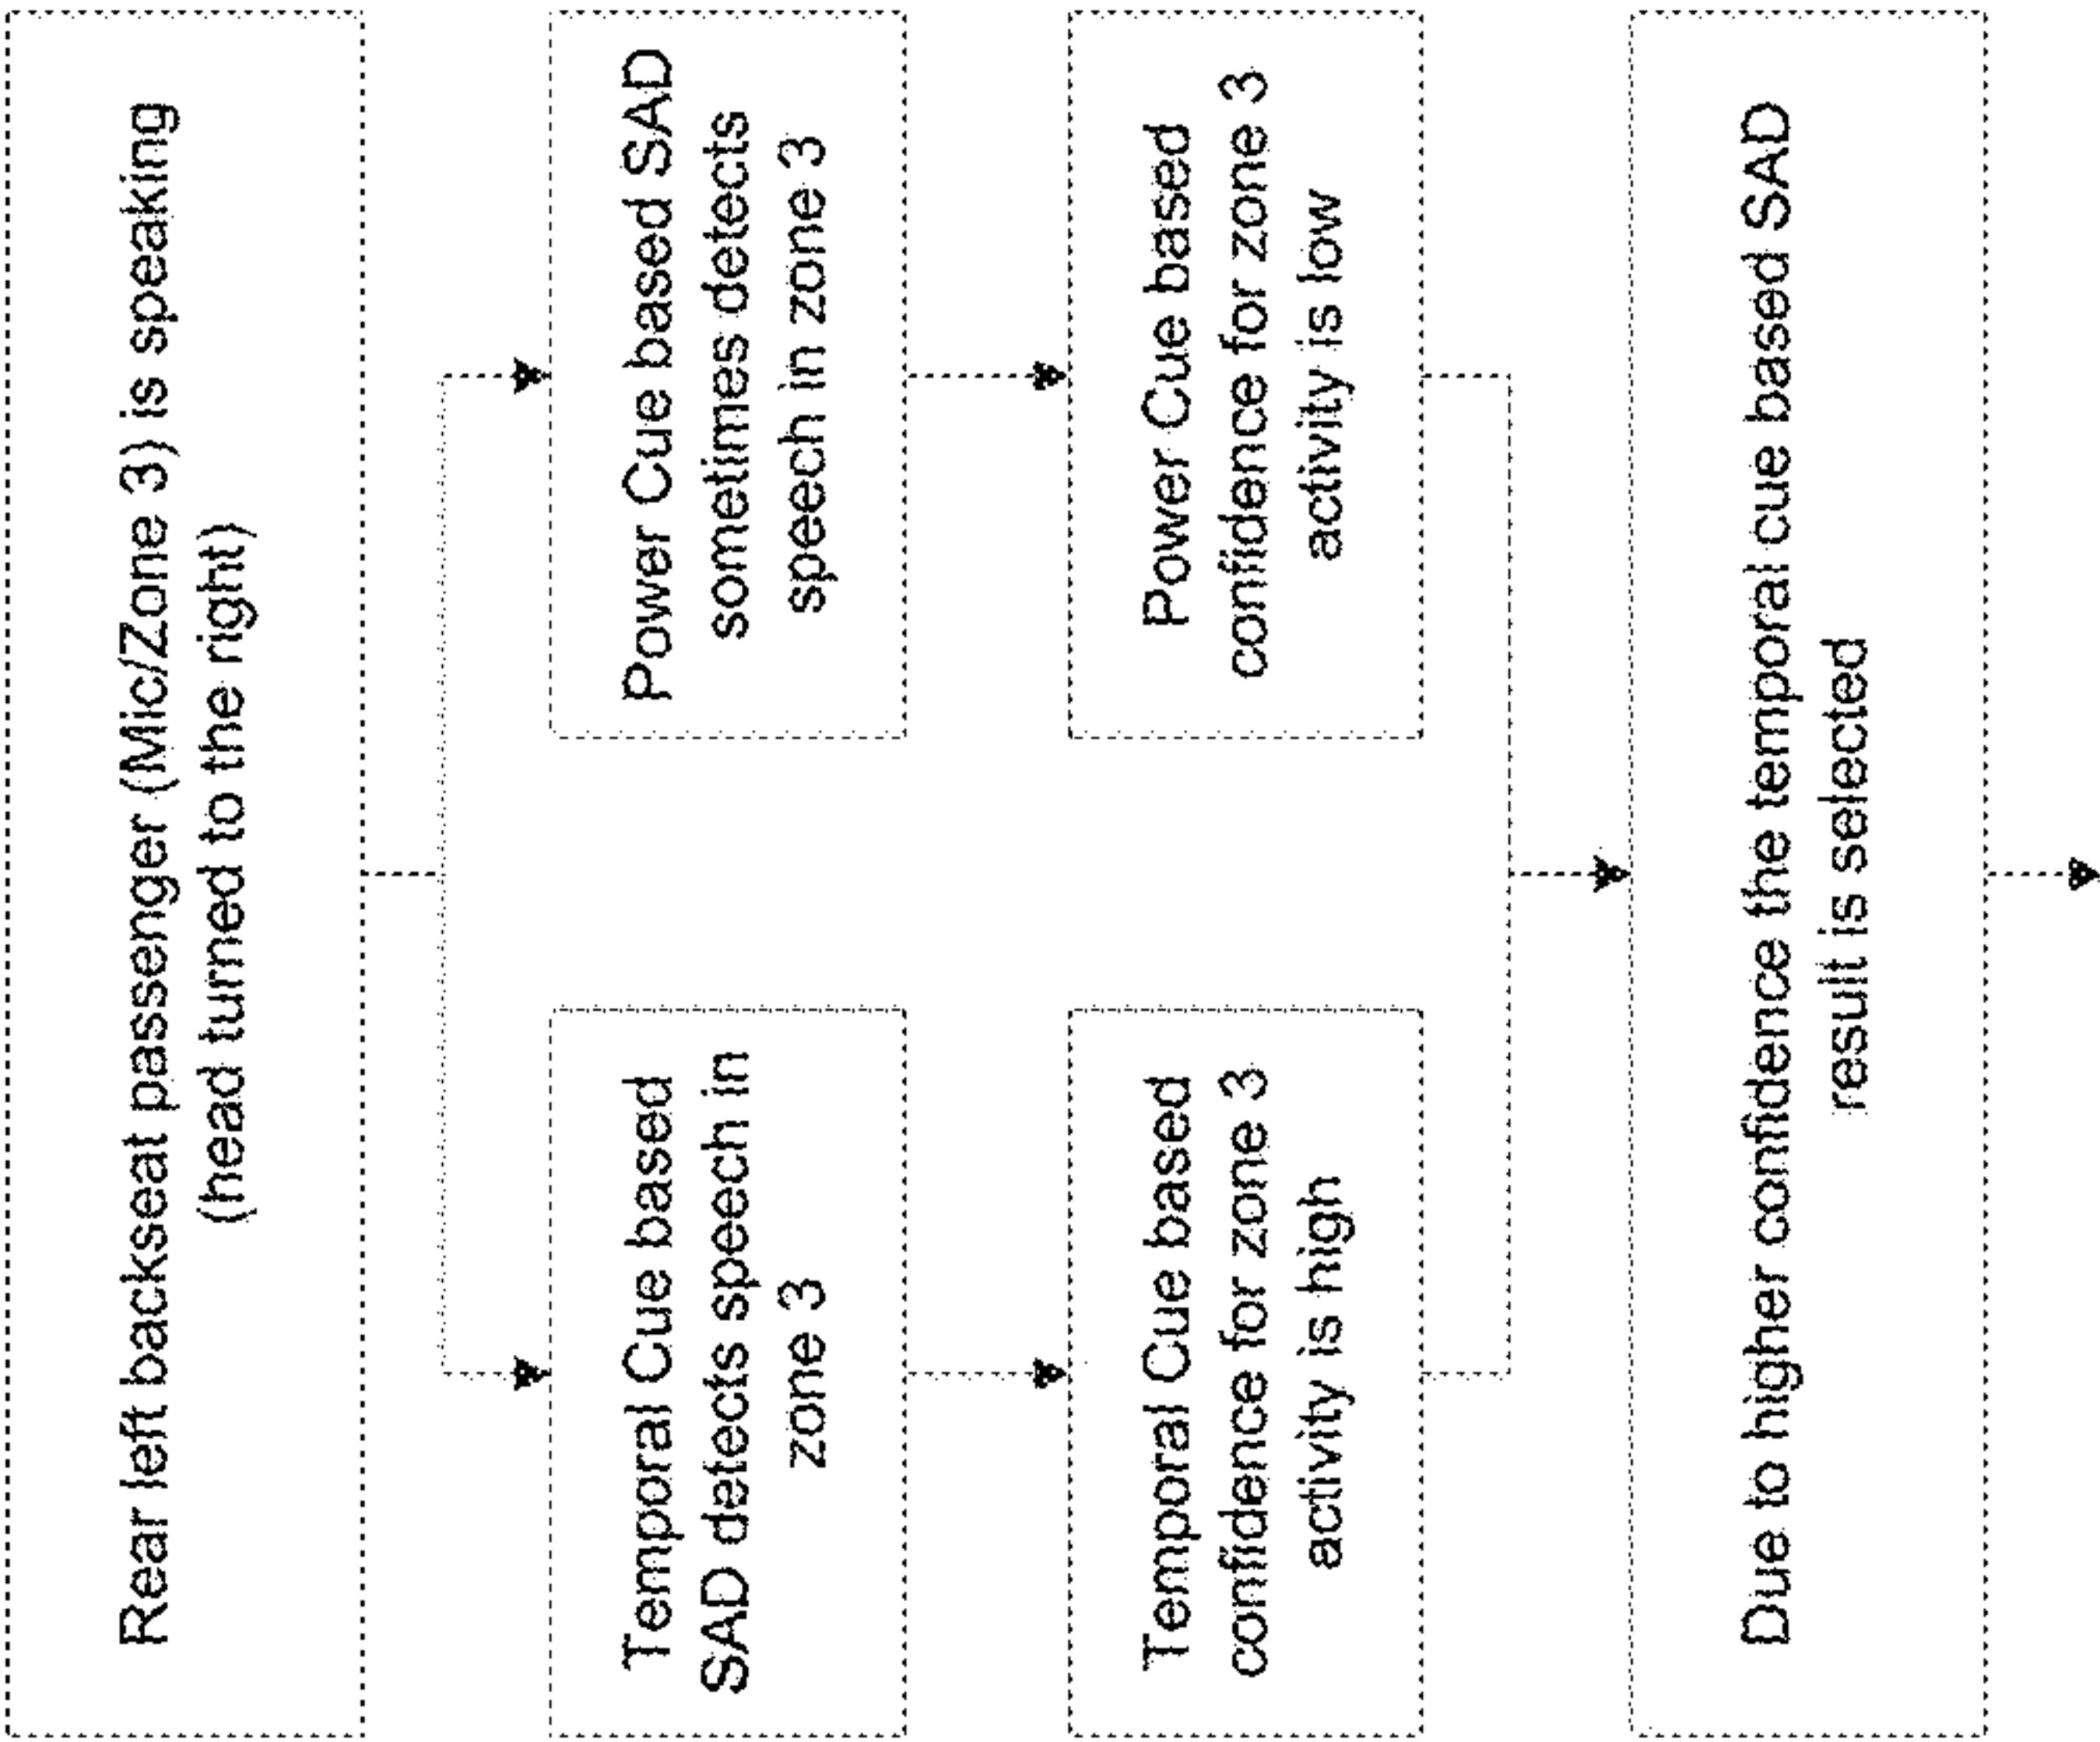 Rear left backseat passenger (Mic/Zone 3) is speaking
(head turned to the right)
Temporal Cue based
SAD detects speech in
zone 3
Power Cue based SAD
sometimes detects
speech in zone 3
Temporal Cue based
confidence for zone 3
activity is high
Power Cue based
confidence for zone 3
activity is low
Due to higher confidence the temporal cue based SAD
result is selected